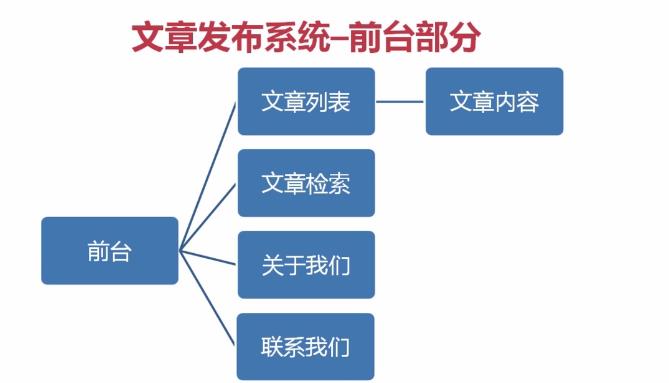 文章发布系统–前台部分
文章列表
文章内容
文章检索
前台
关于我们
联系我们